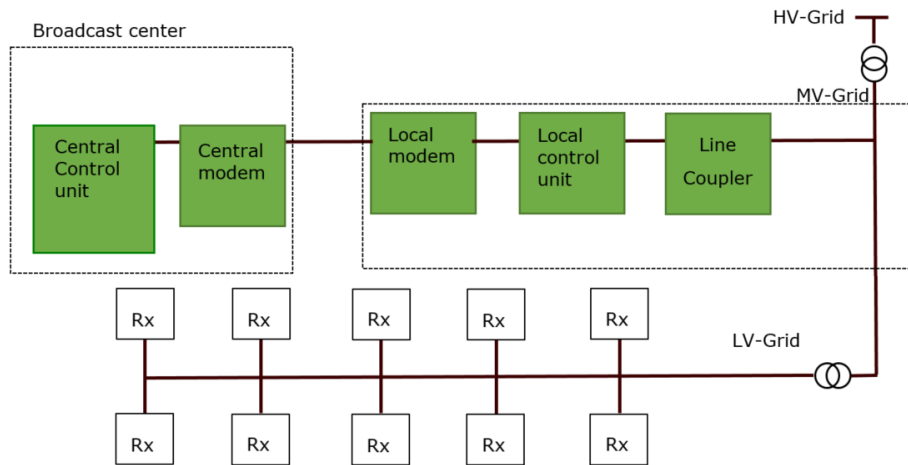 Broadcast center
HV-Grid
MV-Grid
Central
Control
unit
Central
modem
Local
modem
Local
control
unit
Line
Coupler
Rx
Rx
Rx
Rx
Rx
LV-Grid
Rx
Rx
Rx
Rx
Rx